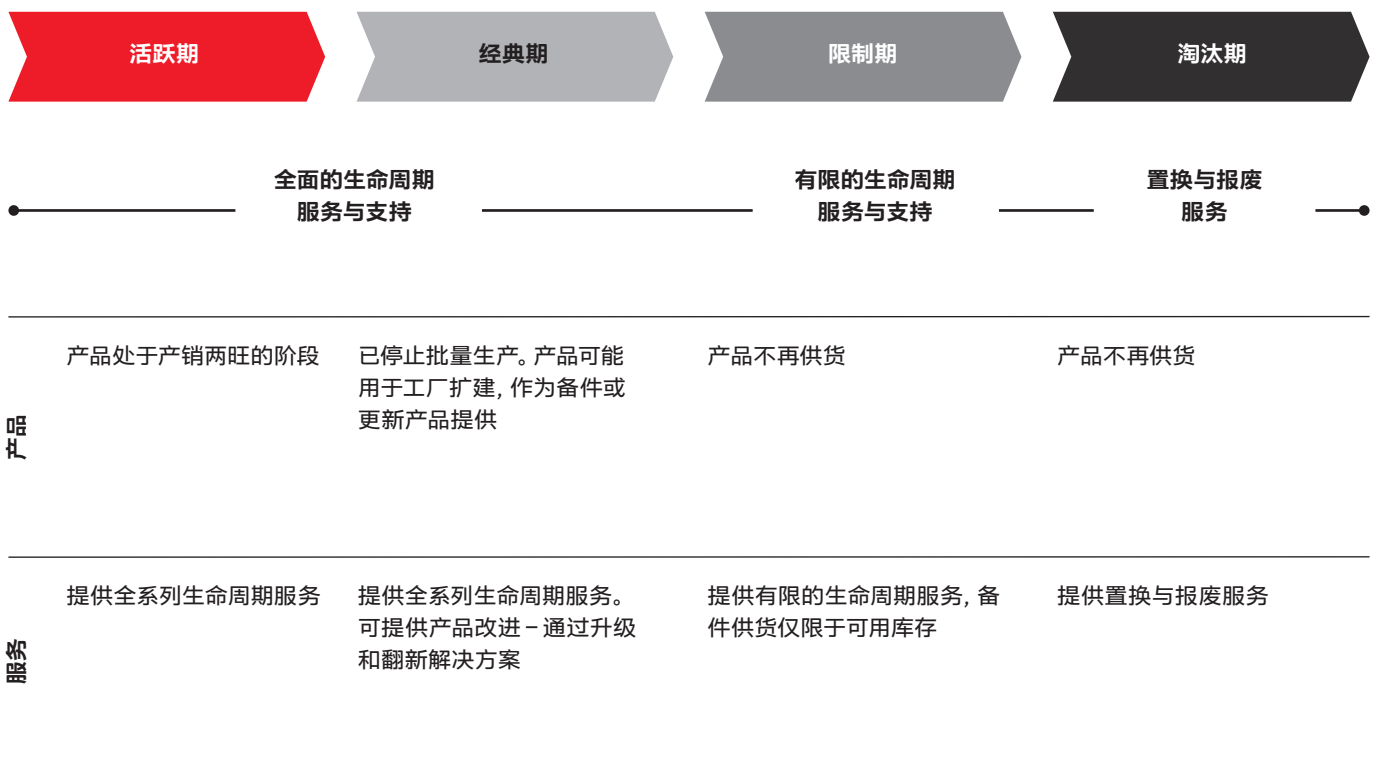 活跃期
经典期
限制期
淘汰期
全面的生命周期
服务与支持
有限的生命周期
服务与支持
置换与报废
服务
产品
产品处于产销两旺的阶段
已停止批量生产。产品可能
用于工厂扩建, 作为备件或
更新产品提供
产品不再供货
产品不再供货
服务
提供全系列生命周期服务
提供全系列生命周期服务。
可提供产品改进 – 通过升级
和翻新解决方案
提供有限的生命周期服务, 备
件供货仅限于可用库存
提供置换与报废服务